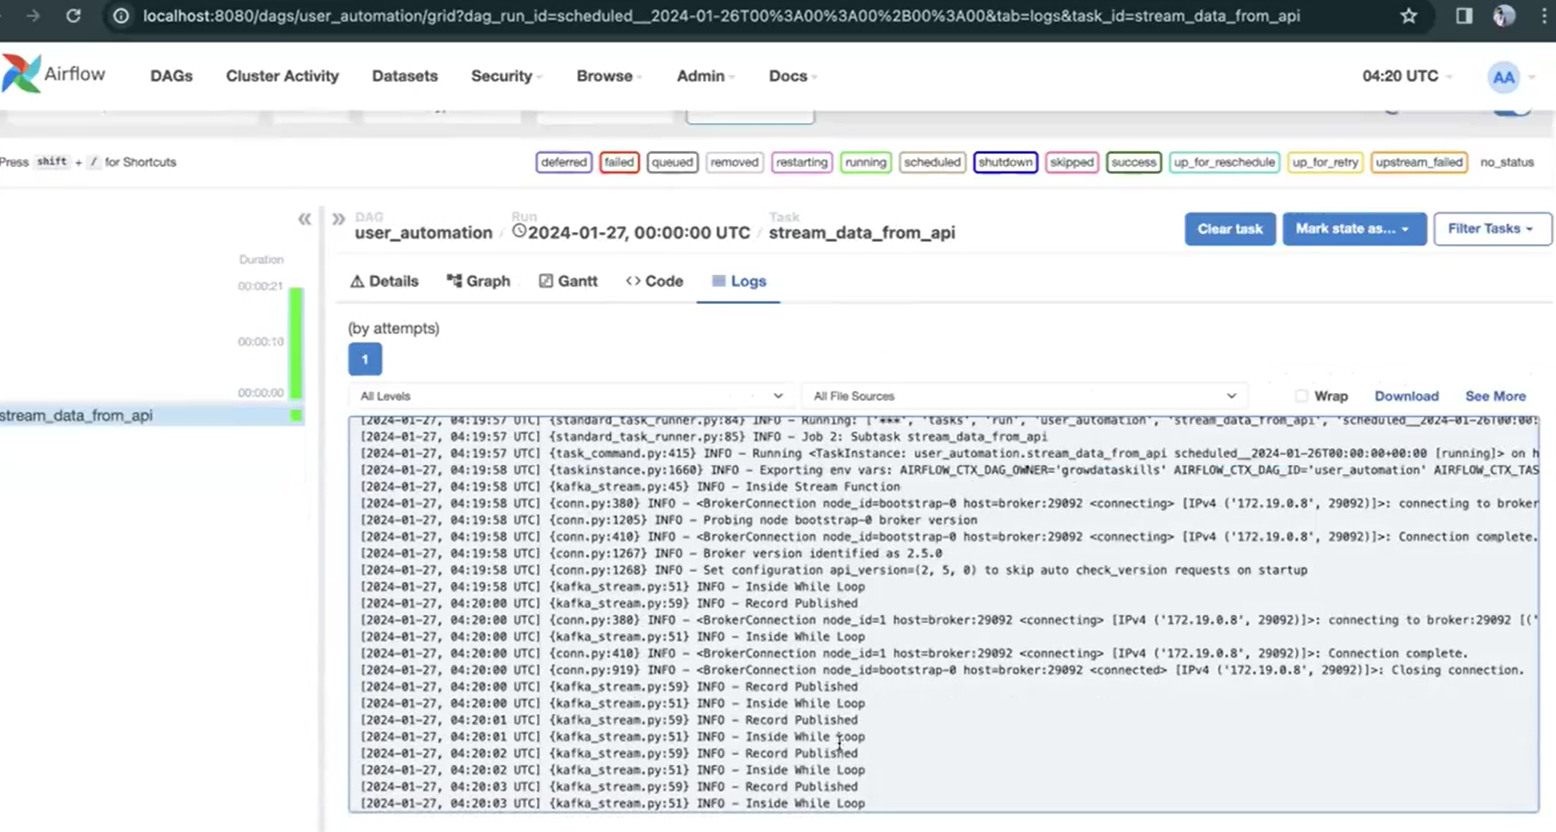 localhost:8080/dags/user_automation/grid?dag_run_id=scheduled__2024-01-26T00%3A00%3A00%2B00%3A00&tab=logs&task_id=stream_data_from_api
Airflow DAGs Cluster Activity Datasets Security Browse Admin Docs 04:20 UTC AA
Press shift + / for Shortcuts
deferred failed queued removed restarting running scheduled shutdown skipped success up_for_reschedule up_for_retry upstream_failed no_status
DAG Run Task
user_automation / 2024-01-27, 00:00:00 UTC / stream_data_from_api
Clear task Mark state as... Filter Tasks
Duration
00:00:21
00:00:10
00:00:00
stream_data_from_api
Details Graph Gantt Code Logs
(by attempts)
1
All Levels All File Sources Wrap Download See More
[2024-01-27, 04:19:57 UTC] {standard_task_runner.py:84} INFO - Running: ['***', 'tasks', 'run', 'user_automation', 'stream_data_from_api', 'scheduled__2024-01-26T00:00:
[2024-01-27, 04:19:57 UTC] {standard_task_runner.py:85} INFO - Job 2: Subtask stream_data_from_api
[2024-01-27, 04:19:57 UTC] {task_command.py:415} INFO - Running <TaskInstance: user_automation.stream_data_from_api scheduled__2024-01-26T00:00:00+00:00 [running]> on h
[2024-01-27, 04:19:58 UTC] {taskinstance.py:1660} INFO - Exporting env vars: AIRFLOW_CTX_DAG_OWNER='growdataskills' AIRFLOW_CTX_DAG_ID='user_automation' AIRFLOW_CTX_TAS
[2024-01-27, 04:19:58 UTC] {kafka_stream.py:45} INFO - Inside Stream Function
[2024-01-27, 04:19:58 UTC] {conn.py:380} INFO - <BrokerConnection node_id=bootstrap-0 host=broker:29092 <connecting> [IPv4 ('172.19.0.8', 29092)]>: connecting to broker
[2024-01-27, 04:19:58 UTC] {conn.py:1205} INFO - Probing node bootstrap-0 broker version
[2024-01-27, 04:19:58 UTC] {conn.py:410} INFO - <BrokerConnection node_id=bootstrap-0 host=broker:29092 <connecting> [IPv4 ('172.19.0.8', 29092)]>: Connection complete.
[2024-01-27, 04:19:58 UTC] {conn.py:1267} INFO - Broker version identified as 2.5.0
[2024-01-27, 04:19:58 UTC] {conn.py:1268} INFO - Set configuration api_version=(2, 5, 0) to skip auto check_version requests on startup
[2024-01-27, 04:19:58 UTC] {kafka_stream.py:51} INFO - Inside While Loop
[2024-01-27, 04:20:00 UTC] {kafka_stream.py:59} INFO - Record Published
[2024-01-27, 04:20:00 UTC] {conn.py:380} INFO - <BrokerConnection node_id=1 host=broker:29092 <connecting> [IPv4 ('172.19.0.8', 29092)]>: connecting to broker:29092 [('
[2024-01-27, 04:20:00 UTC] {kafka_stream.py:51} INFO - Inside While Loop
[2024-01-27, 04:20:00 UTC] {conn.py:410} INFO - <BrokerConnection node_id=1 host=broker:29092 <connecting> [IPv4 ('172.19.0.8', 29092)]>: Connection complete.
[2024-01-27, 04:20:00 UTC] {conn.py:919} INFO - <BrokerConnection node_id=bootstrap-0 host=broker:29092 <connected> [IPv4 ('172.19.0.8', 29092)]>: Closing connection.
[2024-01-27, 04:20:00 UTC] {kafka_stream.py:59} INFO - Record Published
[2024-01-27, 04:20:00 UTC] {kafka_stream.py:51} INFO - Inside While Loop
[2024-01-27, 04:20:01 UTC] {kafka_stream.py:59} INFO - Record Published
[2024-01-27, 04:20:01 UTC] {kafka_stream.py:51} INFO - Inside While Loop
[2024-01-27, 04:20:02 UTC] {kafka_stream.py:59} INFO - Record Published
[2024-01-27, 04:20:02 UTC] {kafka_stream.py:51} INFO - Inside While Loop
[2024-01-27, 04:20:03 UTC] {kafka_stream.py:59} INFO - Record Published
[2024-01-27, 04:20:03 UTC] {kafka_stream.py:51} INFO - Inside While Loop